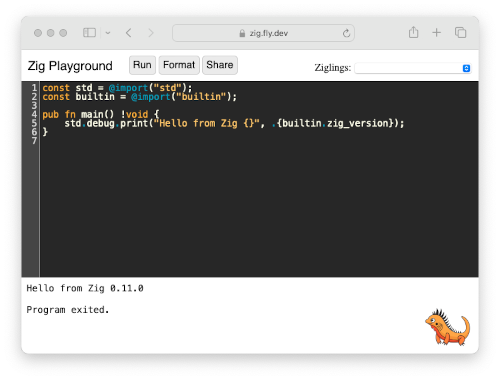 zig.fly.dev
Zig Playground
Run
Format
Share
Ziglings:
1 const std = @import("std");
2 const builtin = @import("builtin");
3
4 pub fn main() !void {
5     std.debug.print("Hello from Zig {}", .{builtin.zig_version});
6 }
7
Hello from Zig 0.11.0
Program exited.